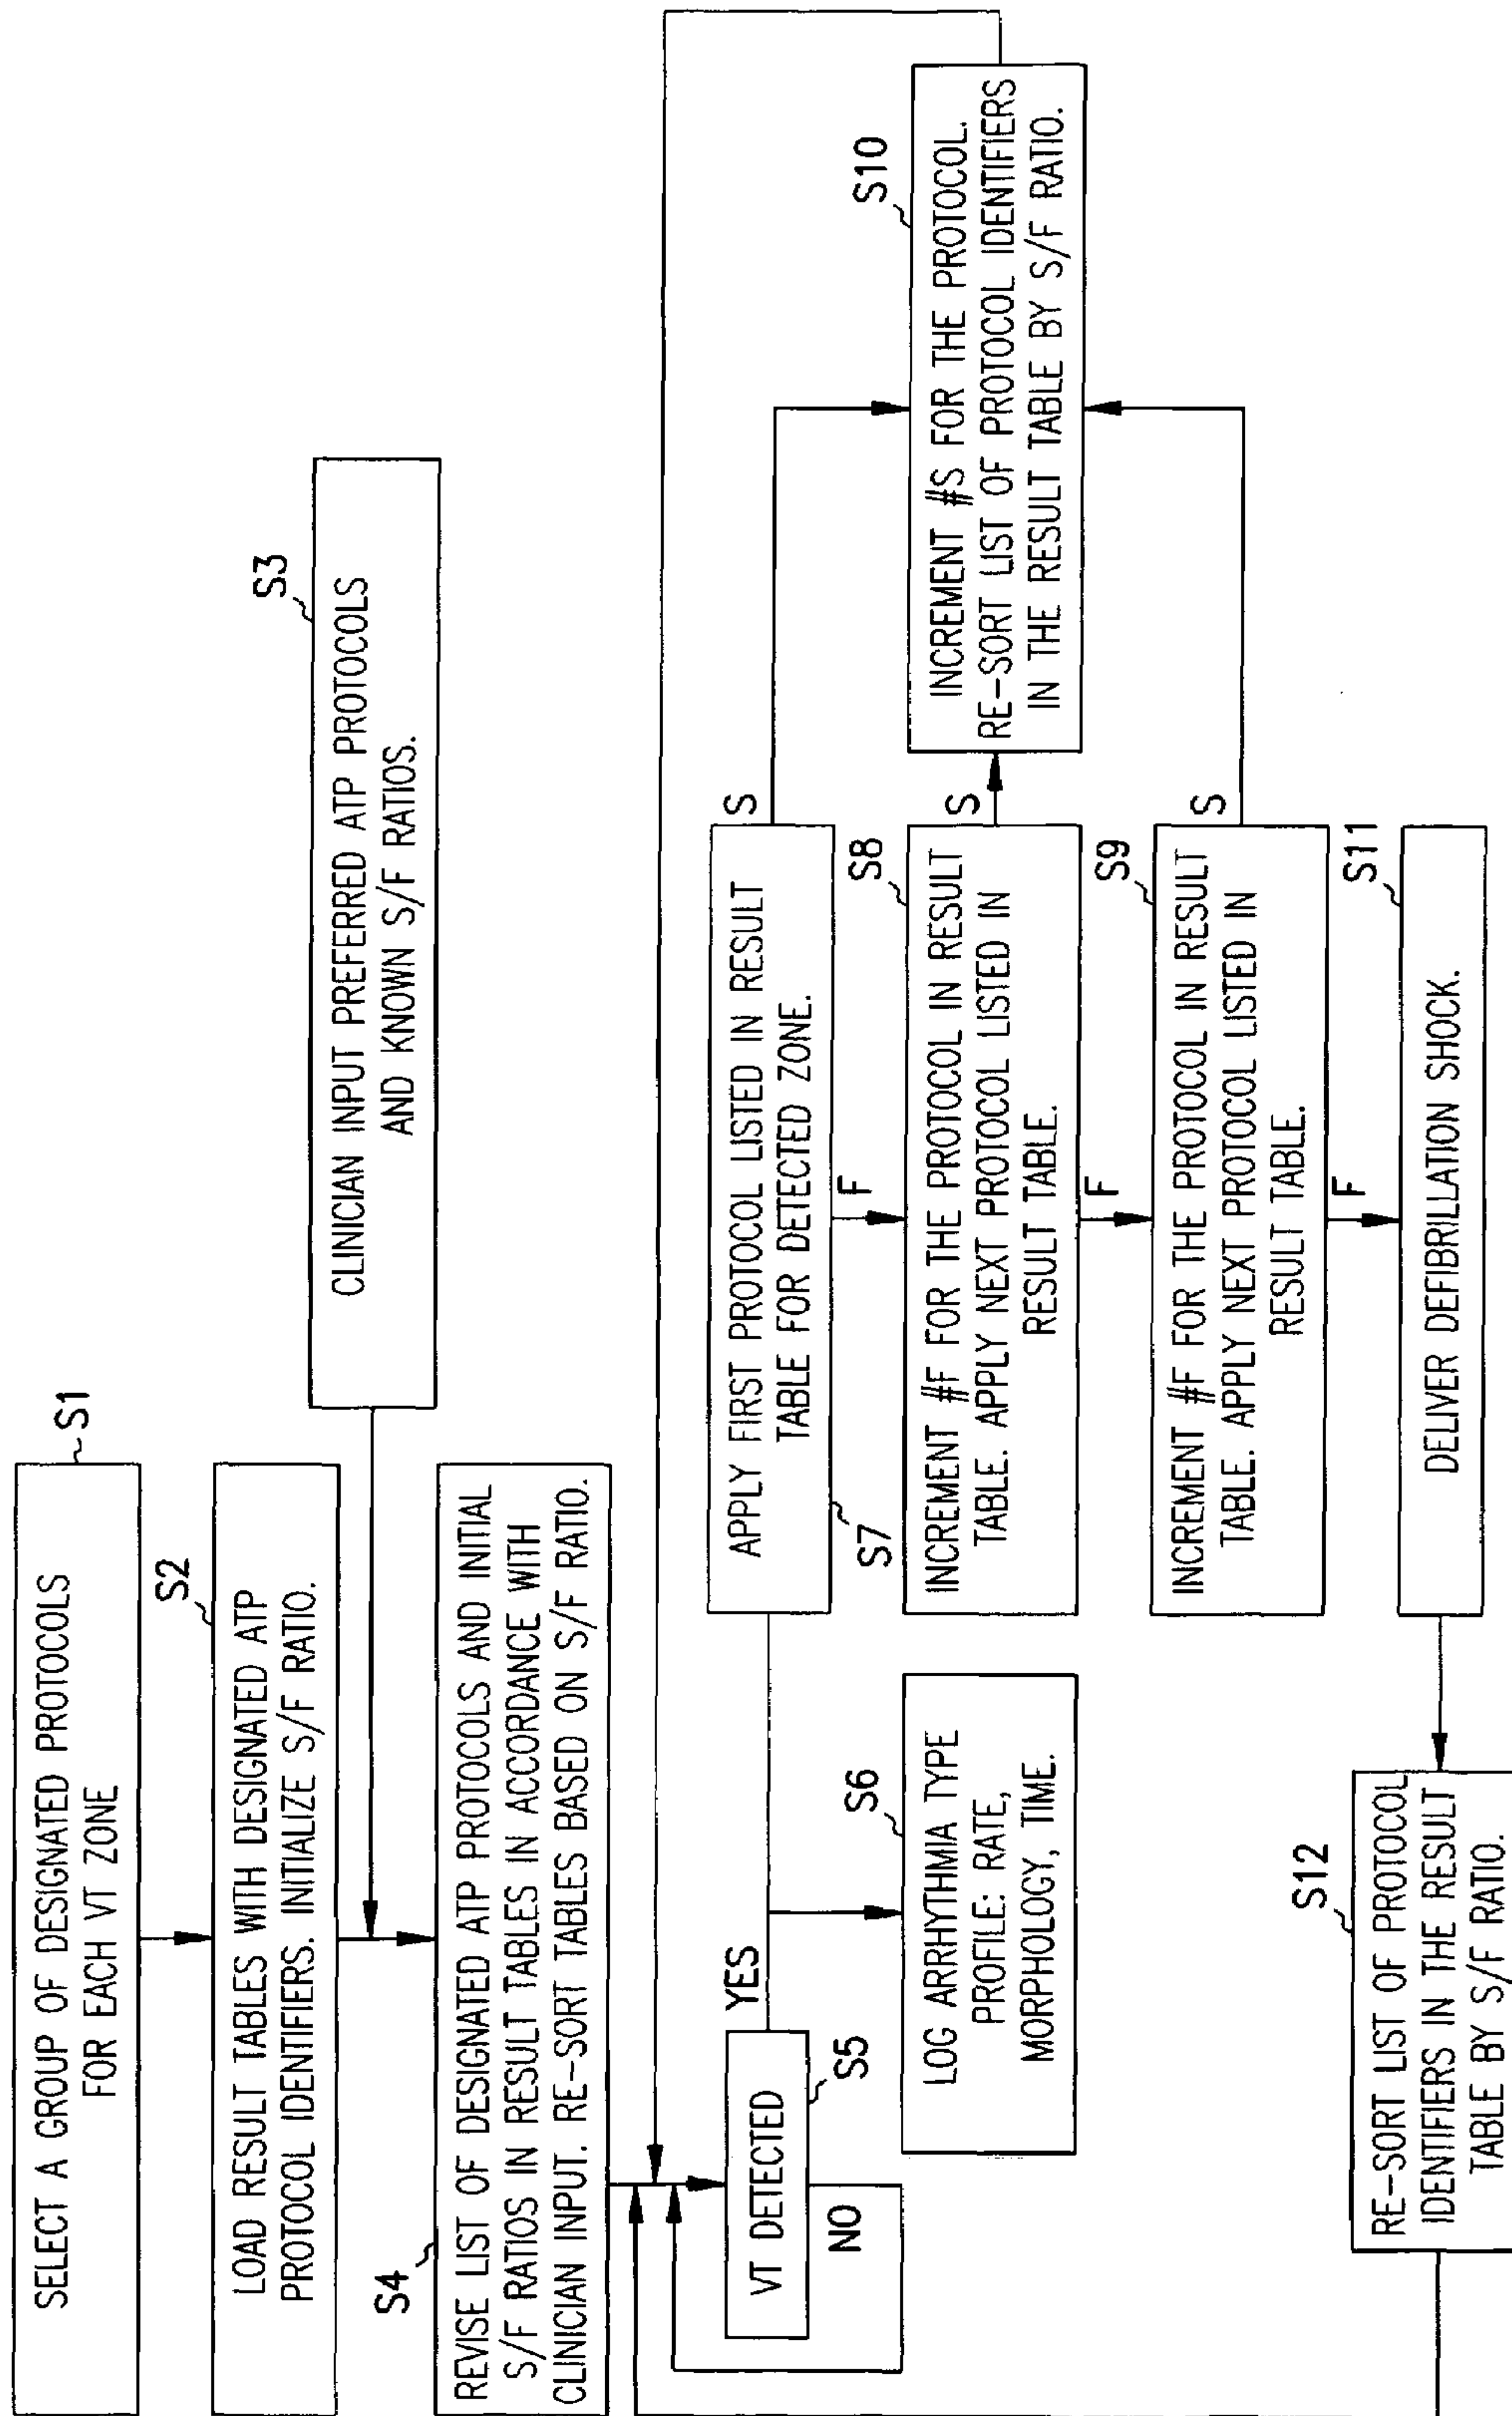 SELECT A GROUP OF DESIGNATED PROTOCOLS
FOR EACH VT ZONE
S1
LOAD RESULT TABLES WITH DESIGNATED ATP
PROTOCOL IDENTIFIERS. INITIALIZE S/F RATIO.
S2
CLINICIAN INPUT PREFERRED ATP PROTOCOLS
AND KNOWN S/F RATIOS.
S3
REVISE LIST OF DESIGNATED ATP PROTOCOLS AND INITIAL
S/F RATIOS IN RESULT TABLES IN ACCORDANCE WITH
CLINICIAN INPUT. RE-SORT TABLES BASED ON S/F RATIO.
S4
VT DETECTED
S5
YES
NO
LOG ARRHYTHMIA TYPE
PROFILE: RATE,
MORPHOLOGY, TIME.
S6
APPLY FIRST PROTOCOL LISTED IN RESULT
TABLE FOR DETECTED ZONE.
S7
S
F
INCREMENT #F FOR THE PROTOCOL IN RESULT
TABLE. APPLY NEXT PROTOCOL LISTED IN
RESULT TABLE.
S8
S
F
INCREMENT #F FOR THE PROTOCOL IN RESULT
TABLE. APPLY NEXT PROTOCOL LISTED IN
RESULT TABLE.
S9
S
F
INCREMENT #S FOR THE PROTOCOL.
RE-SORT LIST OF PROTOCOL IDENTIFIERS
IN THE RESULT TABLE BY S/F RATIO.
S10
DELIVER DEFIBRILLATION SHOCK.
S11
RE-SORT LIST OF PROTOCOL
IDENTIFIERS IN THE RESULT
TABLE BY S/F RATIO.
S12